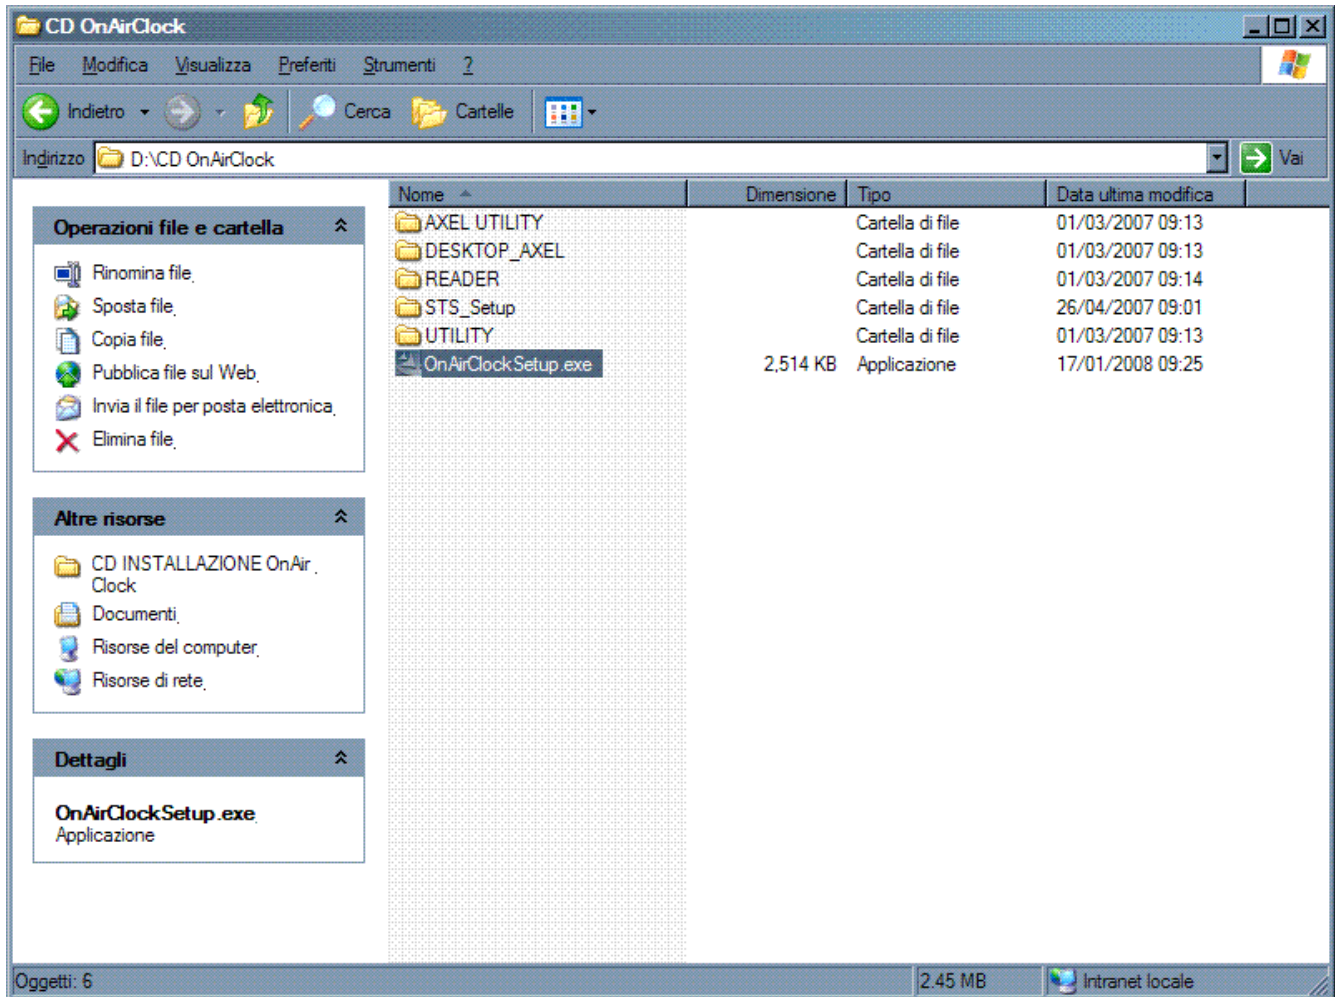 CD OnAirClock
File Modifica Visualizza Preferiti Strumenti ?
Indietro Cerca Cartelle
Indirizzo D:\CD OnAirClock Vai
Nome Dimensione Tipo Data ultima modifica
Operazioni file e cartella
Rinomina file
Sposta file
Copia file
Pubblica file sul Web
Invia il file per posta elettronica
Elimina file
Altre risorse
CD INSTALLAZIONE OnAir
Clock
Documenti
Risorse del computer
Risorse di rete
Dettagli
OnAirClockSetup.exe
Applicazione
AXEL UTILITY Cartella di file 01/03/2007 09:13
DESKTOP_AXEL Cartella di file 01/03/2007 09:13
READER Cartella di file 01/03/2007 09:14
STS_Setup Cartella di file 26/04/2007 09:01
UTILITY Cartella di file 01/03/2007 09:13
OnAirClockSetup.exe 2,514 KB Applicazione 17/01/2008 09:25
Oggetti: 6 2.45 MB Intranet locale